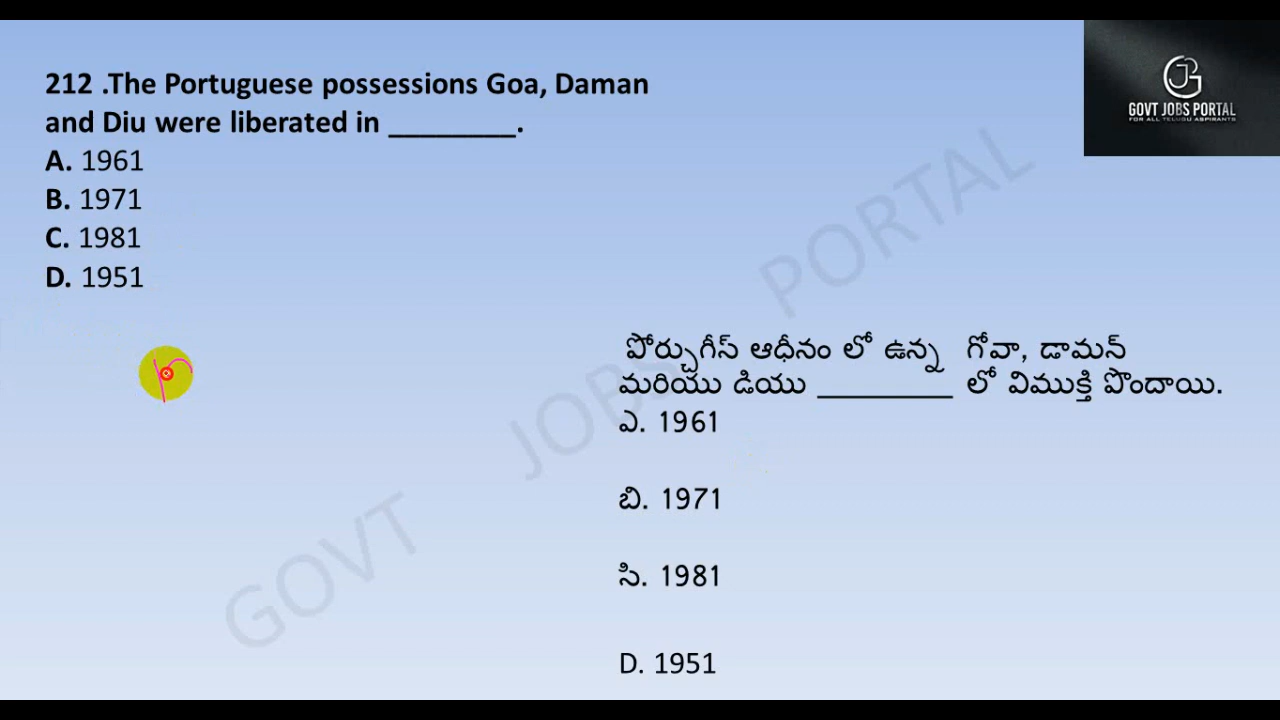 212 .The Portuguese possessions Goa, Daman
and Diu were liberated in ________.
A. 1961
B. 1971
C. 1981
D. 1951
GOVT JOBS PORTAL
FOR ALL TELUGU ASPIRANTS
పోర్చుగీస్ ఆధీనం లో ఉన్న గోవా, డామన్
మరియు డియు _________ లో విముక్తి పొందాయి.
ఎ. 1961
బి. 1971
సి. 1981
D. 1951
GOVT JOBS PORTAL